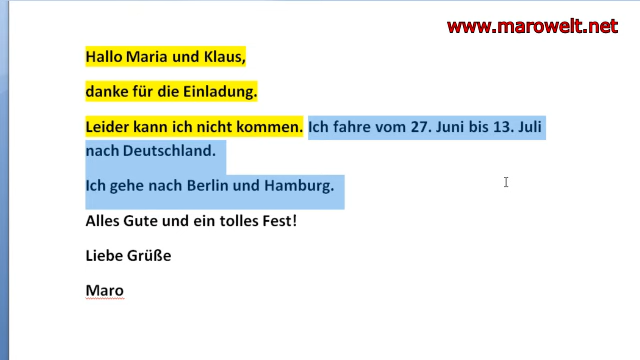 www.marowelt.net
Hallo Maria und Klaus,
danke für die Einladung.
Leider kann ich nicht kommen. Ich fahre vom 27. Juni bis 13. Juli
nach Deutschland.
Ich gehe nach Berlin und Hamburg.
Alles Gute und ein tolles Fest!
Liebe Grüße
Maro